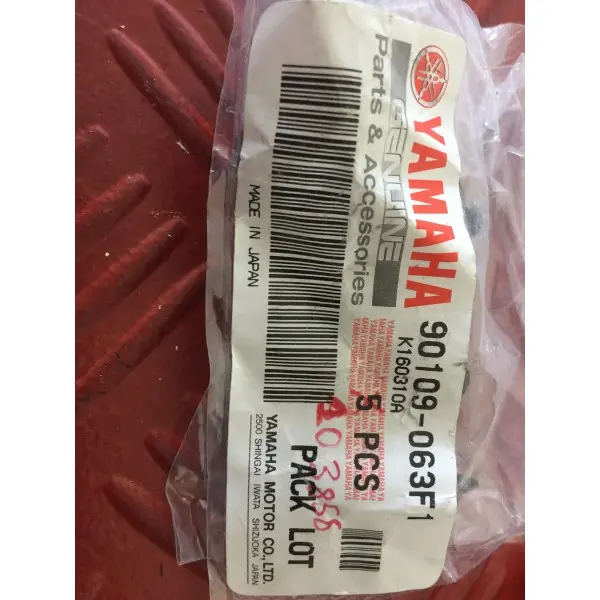 YAMAHA
GENUINE
Parts & Accessories
90109-063F1
K160310A
5 PCS
PACK LOT
MADE IN JAPAN
YAMAHA MOTOR CO., LTD.
2500 SHINGAI IWATA SHIZUOKA JAPAN